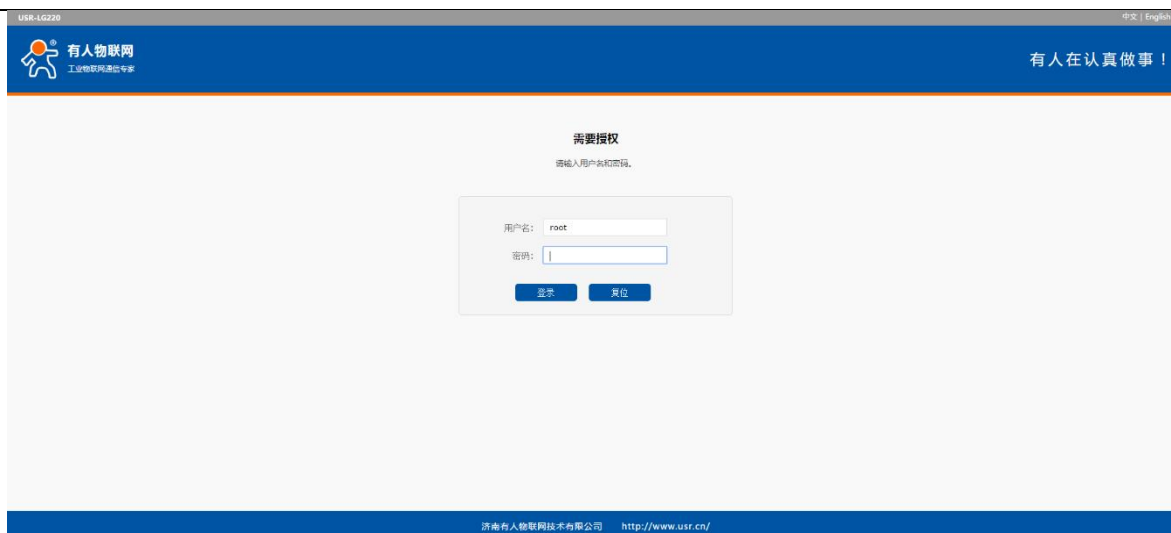 USR-LG220
中文 | English
®
有人物联网
工业物联网通信专家
有人在认真做事！
需要授权
请输入用户名和密码。
用户名： root
密码：
登录 复位
济南有人物联网技术有限公司 http://www.usr.cn/